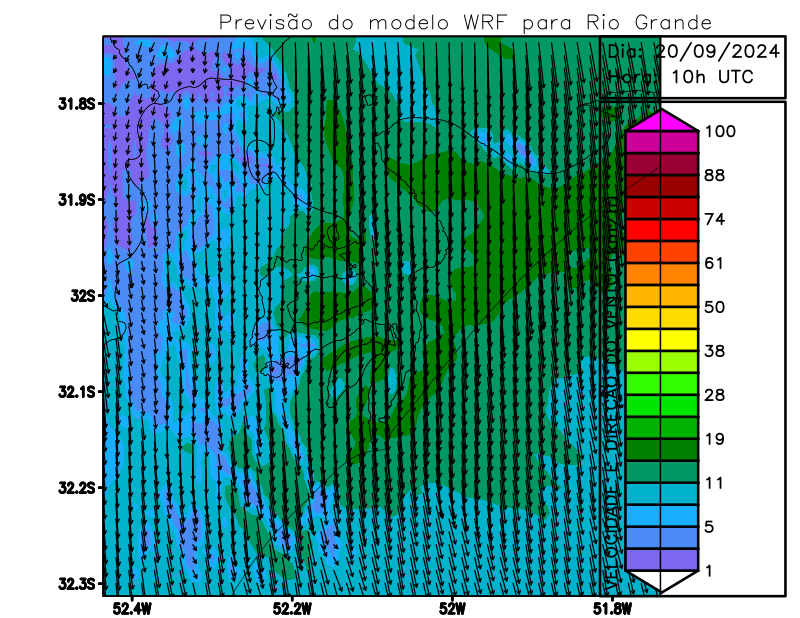 Previsão do modelo WRF para Rio Grande
Dia: 20/09/2024
Hora: 10h UTC
31.8S
31.9S
32S
32.1S
32.2S
32.3S
52.4W
52.2W
52W
51.8W
VELOCIDADE E DIREÇÃO DO VENTO (km/h)
100
88
74
61
50
38
28
19
11
5
1